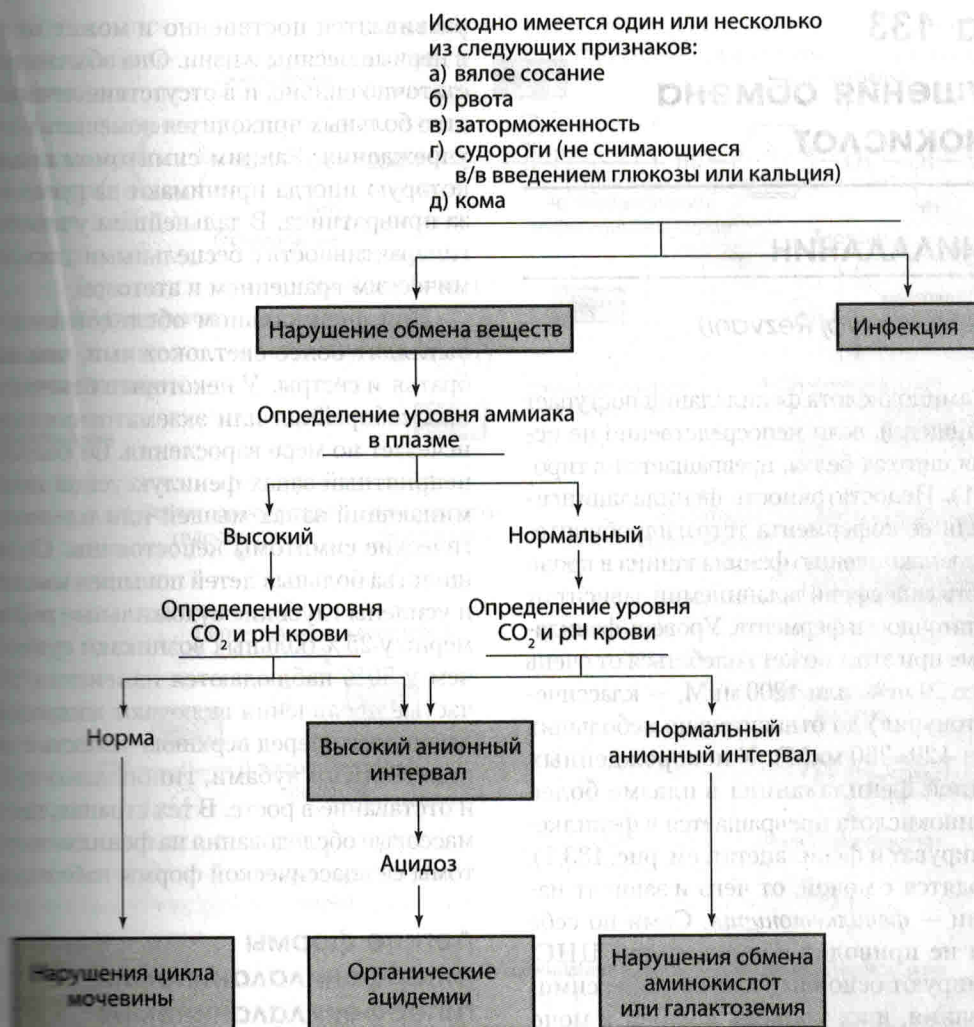 Исходно имеется один или несколько
из следующих признаков:
а) вялое сосание
б) рвота
в) заторможенность
г) судороги (не снимающиеся
в/в введением глюкозы или кальция)
д) кома
Нарушение обмена веществ
Инфекция
Определение уровня аммиака
в плазме
Высокий
Нормальный
Определение уровня
CO2 и pH крови
Определение уровня
CO2 и pH крови
Норма
Высокий анионный
интервал
Нормальный
анионный интервал
Ацидоз
Нарушения цикла
мочевины
Органические
ацидемии
Нарушения обмена
аминокислот
или галактоземия